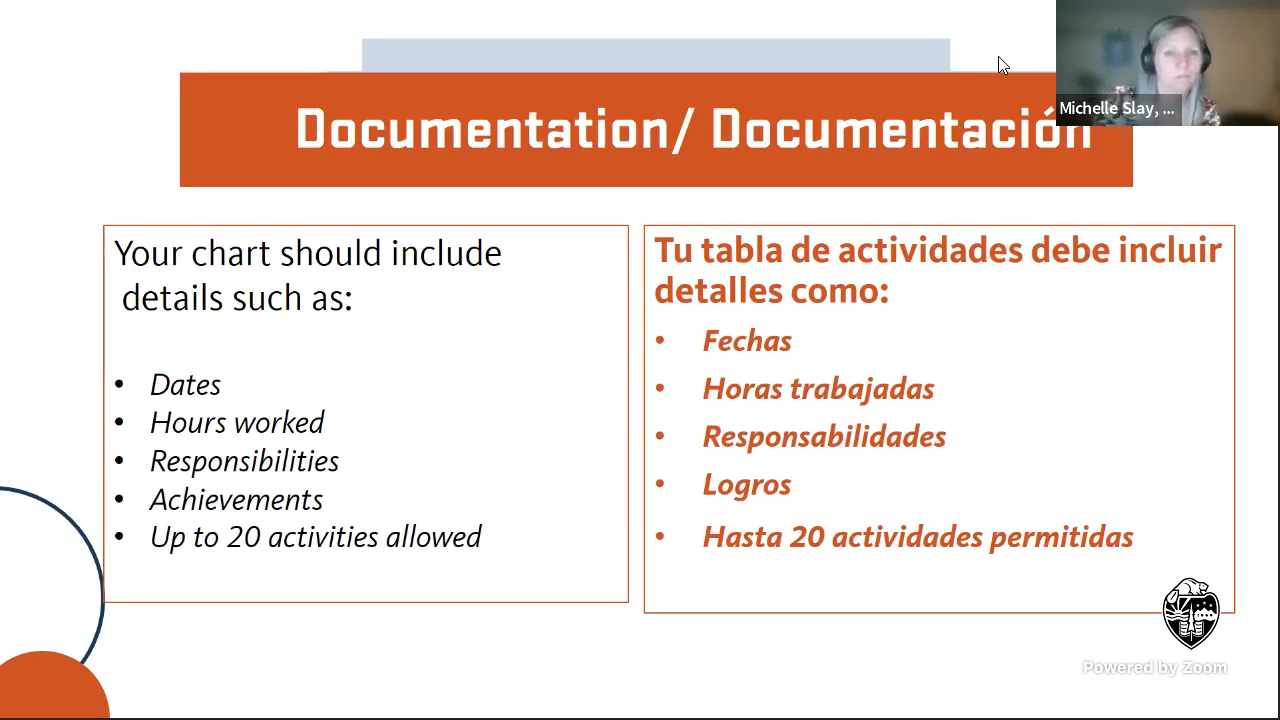 Documentation/ Documentación
Michelle Slay, ...
Your chart should include
details such as:
• Dates
• Hours worked
• Responsibilities
• Achievements
• Up to 20 activities allowed
Tu tabla de actividades debe incluir
detalles como:
• Fechas
• Horas trabajadas
• Responsabilidades
• Logros
• Hasta 20 actividades permitidas
Powered by Zoom